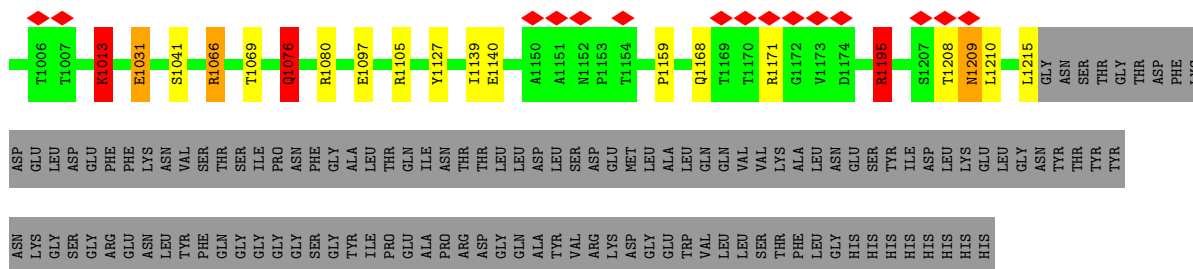 T1006 T1007 K1013 E1031 S1041 R1066 T1069 Q1076 R1080 E1097 R1105 Y1127 I1139 E1140 A1150 A1151 N1152 P1153 T1154 P1159 Q1168 T1169 T1170 R1171 G1172 V1173 D1174 R1195 S1207 T1208 N1209 L1210 L1215 GLY ASN SER THR GLY THR ASP PHE
ASP GLU LEU ASP GLU PHE PHE LYS ASN VAL SER THR SER ILE PRO ASN PHE GLY ALA LEU THR GLN ILE ASN THR THR LEU LEU ASP LEU SER ASP GLU MET LEU ALA LEU GLN GLN VAL VAL LYS ALA LEU ASN GLU SER TYR ILE ASP LEU LYS GLU LEU GLY ASN TYR THR TYR TYR
ASN LYS GLY SER GLY ARG GLU ASN LEU TYR PHE GLN GLY GLY GLY GLY SER GLY TYR ILE PRO GLU ALA PRO ARG ASP GLY GLN ALA TYR VAL ARG LYS ASP GLY GLU TRP VAL LEU LEU SER THR PHE LEU GLY HIS HIS HIS HIS HIS HIS HIS HIS